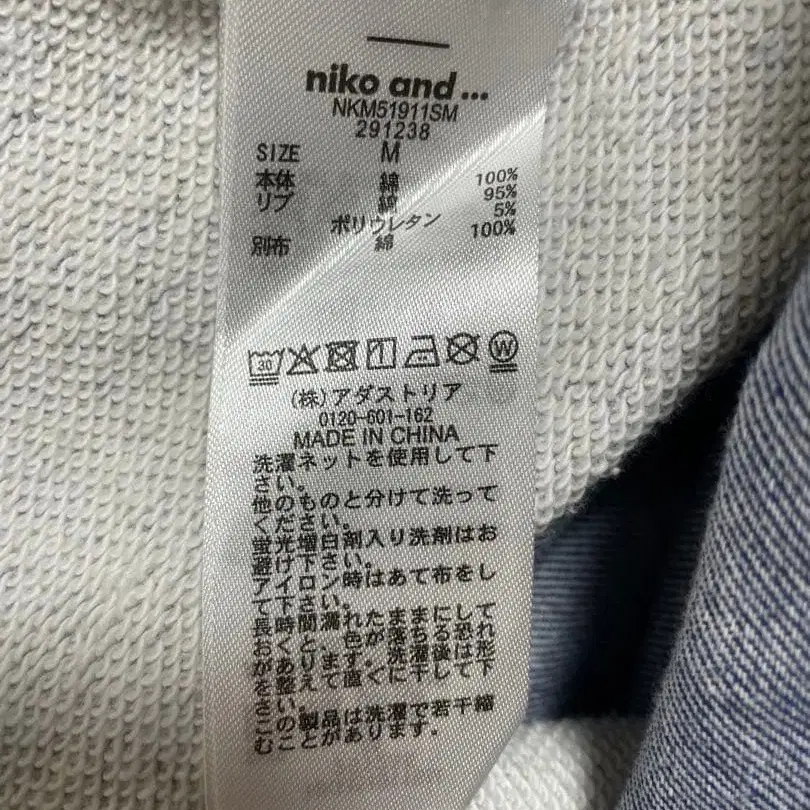 niko and ...
NKM51911SM
291238
SIZE M
本体 綿 100%
リブ 綿 95%
ポリウレタン 5%
別布 綿 100%
30 W
(株)アダストリア
0120-601-162
MADE IN CHINA
洗濯ネットを使用して下
さい。
他のものと分けて洗って
ください。
蛍光増白剤入り洗剤はお
避け下さい。
アイロン時はあて布をし
て下さい。
長時間濡れたままにして
おくと、色が落ちる恐れ
があります。洗濯後は形
を整えて直ぐに干して下
さい。
この製品は洗濯で若干縮
むことがあります。